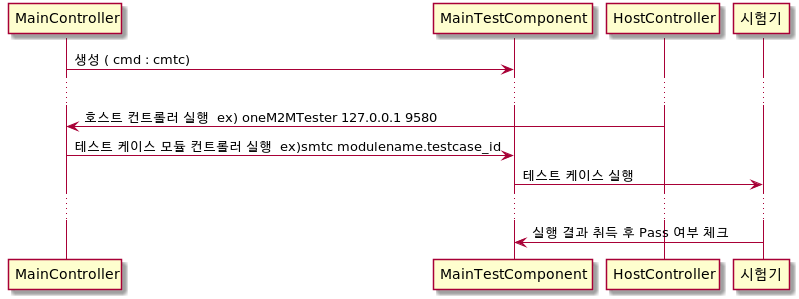 MainController
MainTestComponent
HostController
시험기
생성 ( cmd : cmtc)
호스트 컨트롤러 실행  ex) oneM2MTester 127.0.0.1 9580
테스트 케이스 모듈 컨트롤러 실행  ex)smtc modulename.testcase_id
테스트 케이스 실행
실행 결과 취득 후 Pass 여부 체크
MainController
MainTestComponent
HostController
시험기